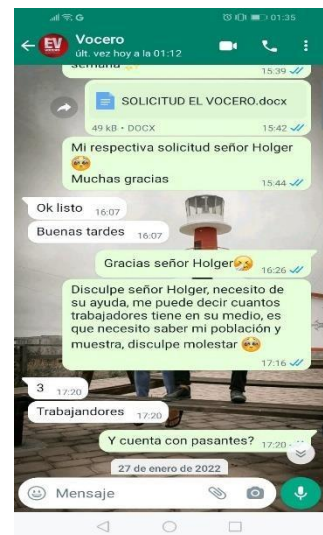 01:35
EV
Vocero
últ. vez hoy a la 01:12
semana
15:39
SOLICITUD EL VOCERO.docx
49 kB • DOCX
15:42
Mi respectiva solicitud señor Holger
Muchas gracias
15:44
Ok listo 16:07
Buenas tardes 16:07
Gracias señor Holger
16:26
Disculpe señor Holger, necesito de
su ayuda, me puede decir cuantos
trabajadores tiene en su medio, es
que necesito saber mi población y
muestra, disculpe molestar
17:16
3 17:20
Trabajandores 17:20
Y cuenta con pasantes? 17:20
27 de enero de 2022
Mensaje